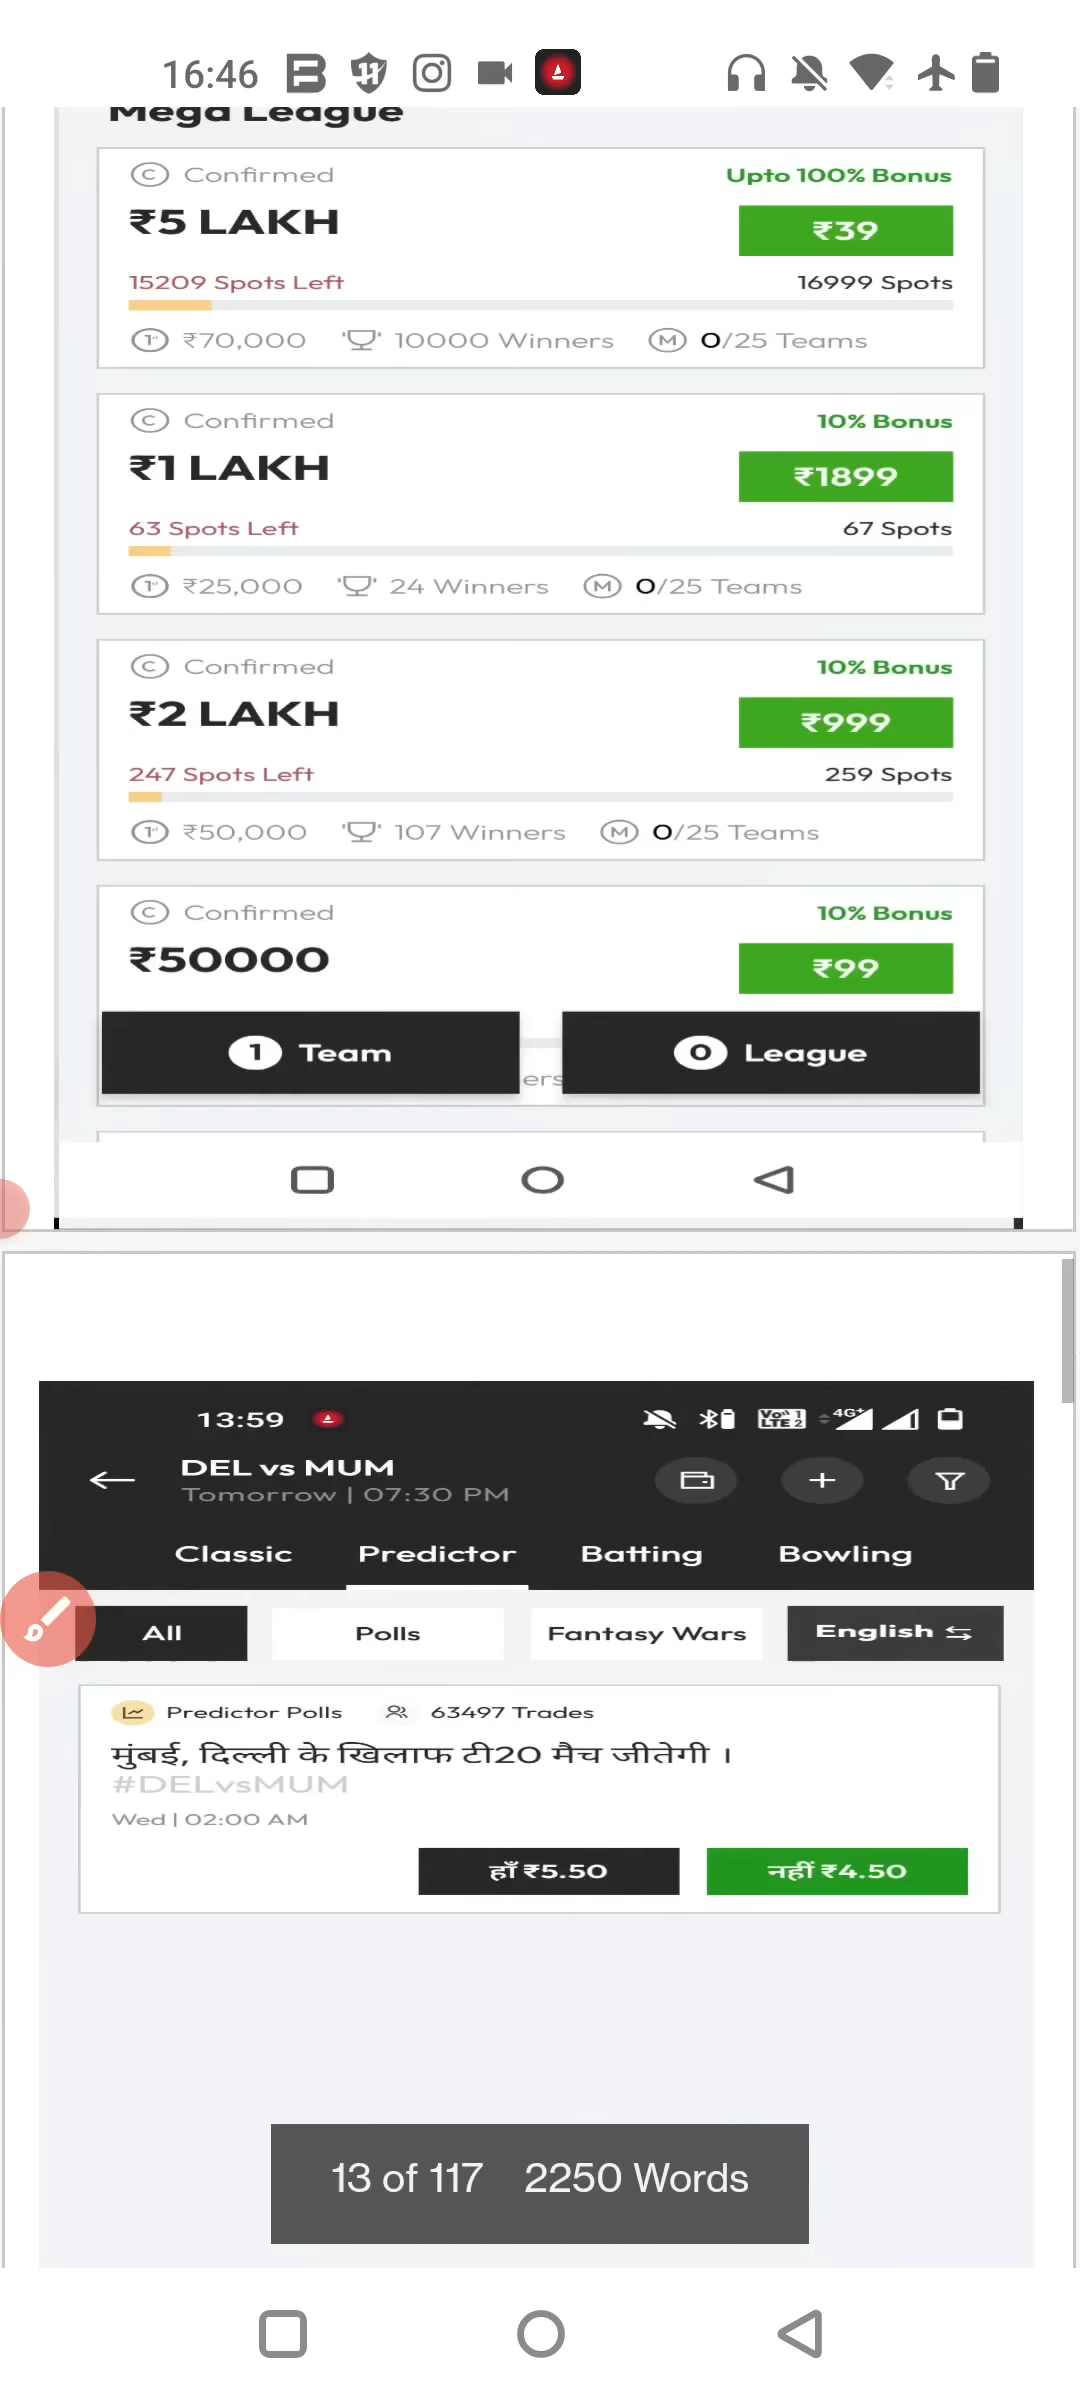 16:46
Mega League
Confirmed
Upto 100% Bonus
₹5 LAKH
₹39
15209 Spots Left
16999 Spots
₹70,000
10000 Winners
0/25 Teams
Confirmed
10% Bonus
₹1 LAKH
₹1899
63 Spots Left
67 Spots
₹25,000
24 Winners
0/25 Teams
Confirmed
10% Bonus
₹2 LAKH
₹999
247 Spots Left
259 Spots
₹50,000
107 Winners
0/25 Teams
Confirmed
10% Bonus
₹50000
₹99
1 Team
0 League
ers
13:59
4G+
DEL vs MUM
Tomorrow | 07:30 PM
Classic
Predictor
Batting
Bowling
All
Polls
Fantasy Wars
English
Predictor Polls
63497 Trades
मुंबई, दिल्ली के खिलाफ टी20 मैच जीतेगी ।
#DELvsMUM
Wed | 02:00 AM
हाँ ₹5.50
नहीं ₹4.50
13 of 117 2250 Words